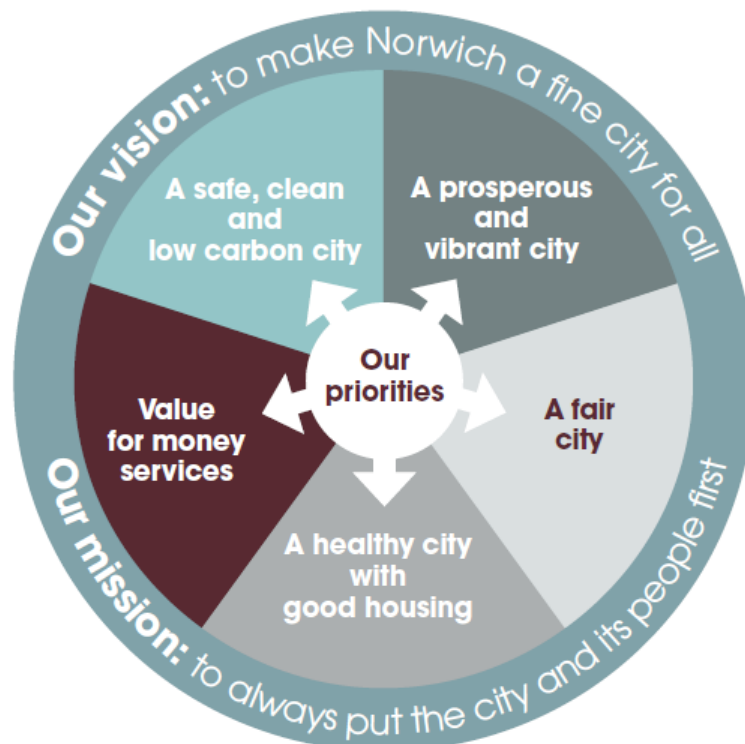 Our vision: to make Norwich a fine city for all
A safe, clean
and
low carbon city
A prosperous
and
vibrant city
Our
priorities
Value
for money
services
A fair
city
A healthy city
with
good housing
Our mission: to always put the city and its people first